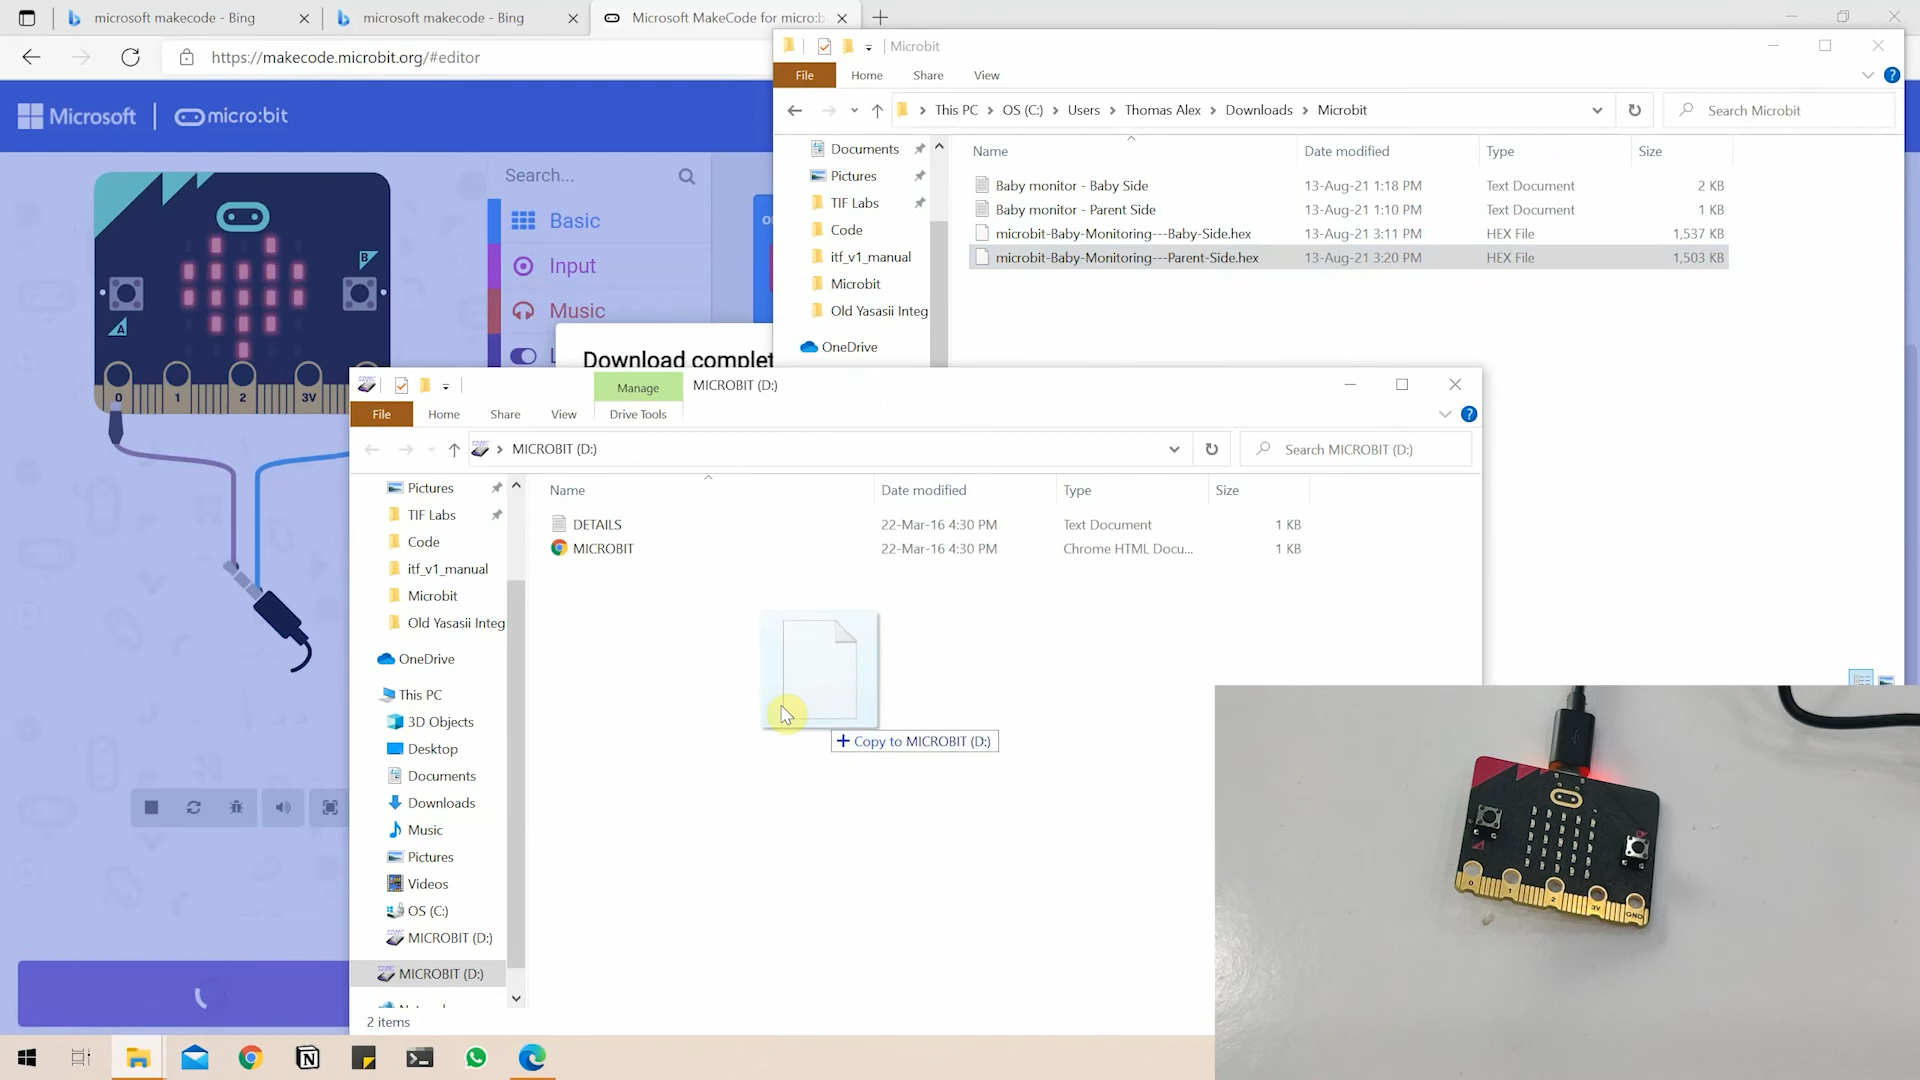 microsoft makecode - Bing
microsoft makecode - Bing
Microsoft MakeCode for micro:b
https://makecode.microbit.org/#editor
Microsoft
micro:bit
Search...
Basic
Input
Music
L
A
B
0
1
2
3V
Download complet
Microbit
File
Home
Share
View
This PC
OS (C:)
Users
Thomas Alex
Downloads
Microbit
Search Microbit
Documents
Pictures
TIF Labs
Code
itf_v1_manual
Microbit
Old Yasasii Integ
OneDrive
Name
Date modified
Type
Size
Baby monitor - Baby Side
13-Aug-21 1:18 PM
Text Document
2 KB
Baby monitor - Parent Side
13-Aug-21 1:10 PM
Text Document
1 KB
microbit-Baby-Monitoring---Baby-Side.hex
13-Aug-21 3:11 PM
HEX File
1,537 KB
microbit-Baby-Monitoring---Parent-Side.hex
13-Aug-21 3:20 PM
HEX File
1,503 KB
Manage
MICROBIT (D:)
File
Home
Share
View
Drive Tools
MICROBIT (D:)
Search MICROBIT (D:)
Pictures
TIF Labs
Code
itf_v1_manual
Microbit
Old Yasasii Integ
OneDrive
This PC
3D Objects
Desktop
Documents
Downloads
Music
Pictures
Videos
OS (C:)
MICROBIT (D:)
MICROBIT (D:)
Name
Date modified
Type
Size
DETAILS
22-Mar-16 4:30 PM
Text Document
1 KB
MICROBIT
22-Mar-16 4:30 PM
Chrome HTML Docu...
1 KB
Copy to MICROBIT (D:)
2 items
0
1
2
3V
GND